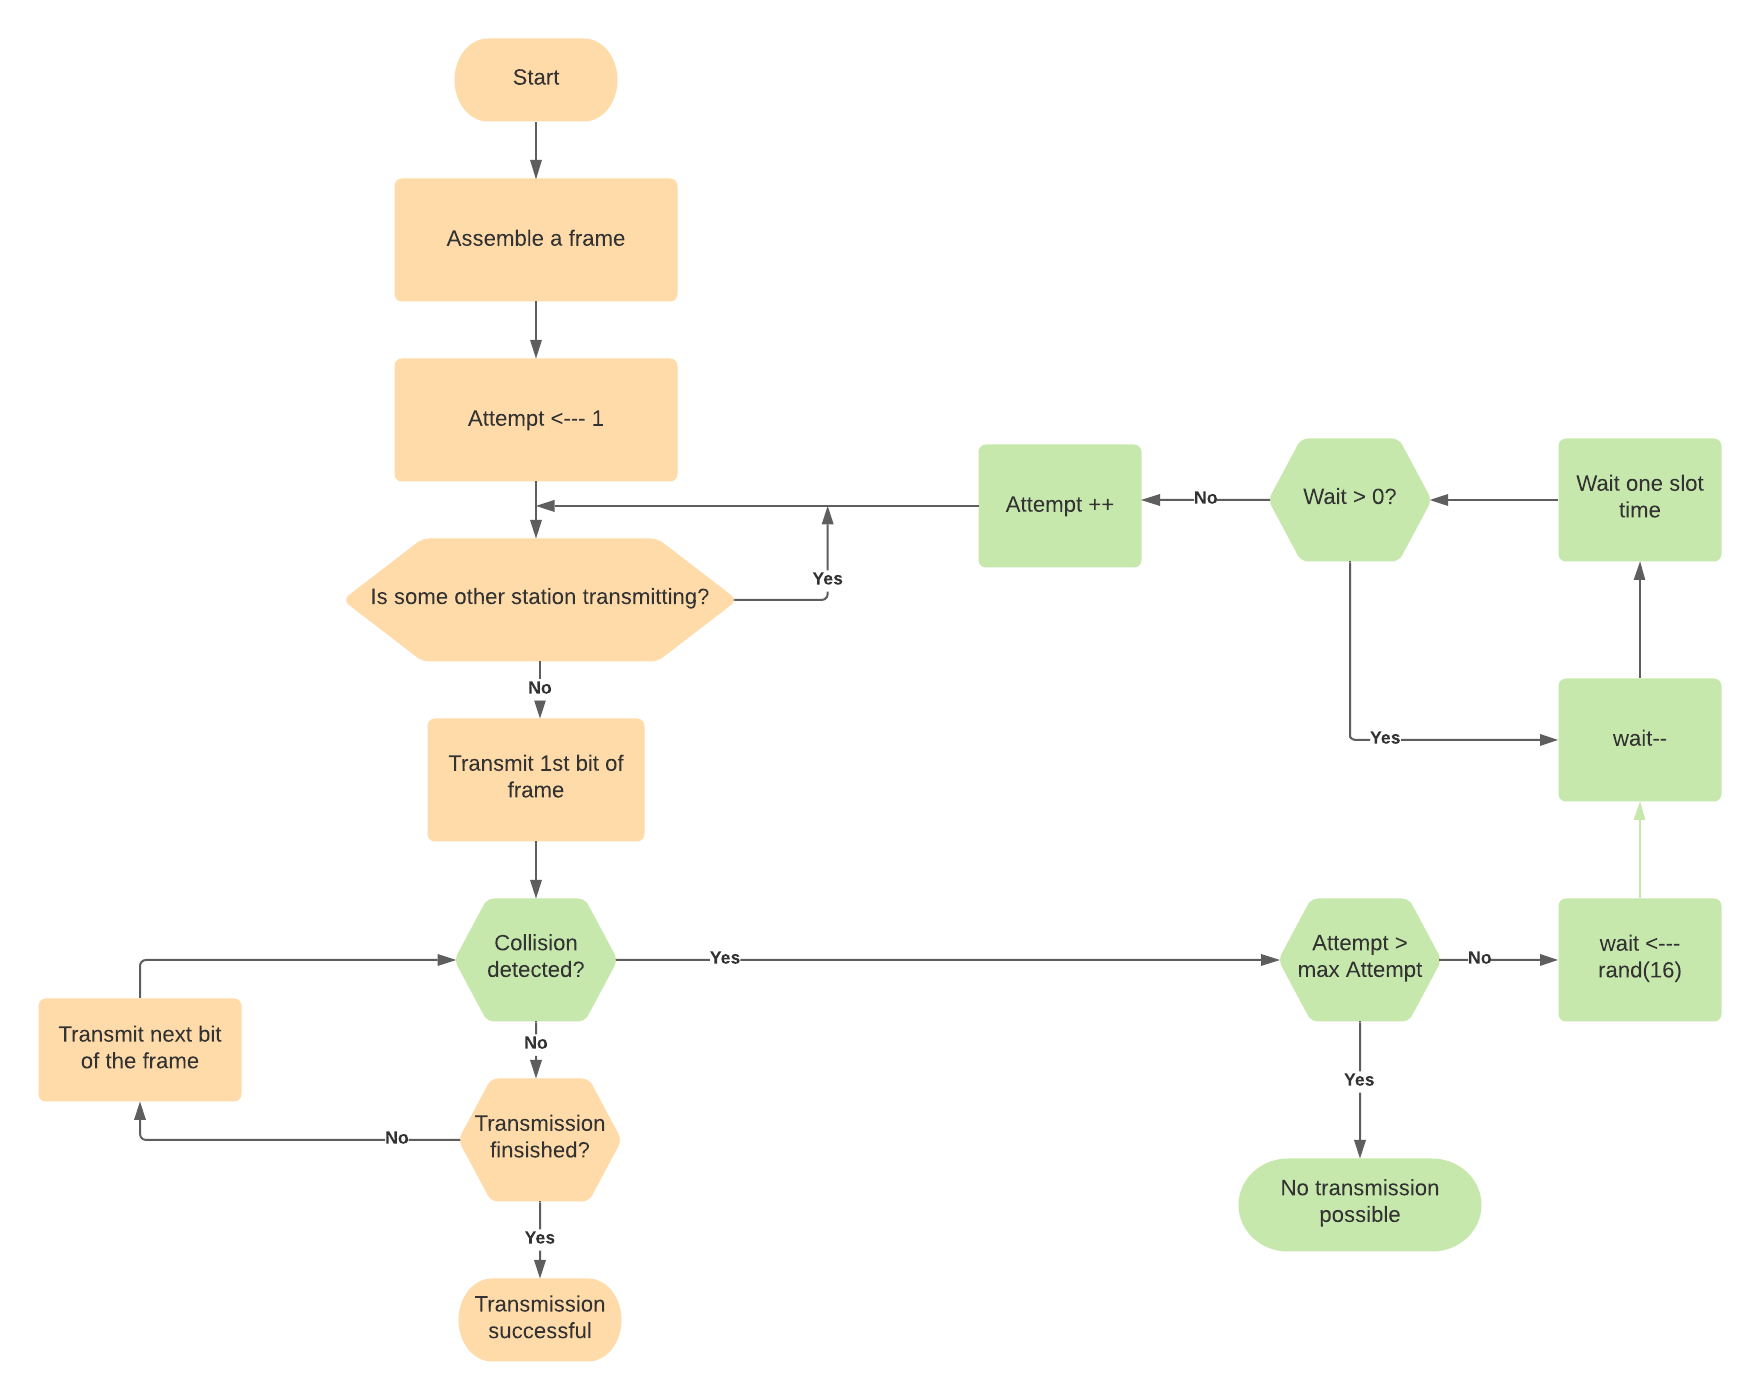 Start
Assemble a frame
Attempt <--- 1
Attempt ++
No
Wait > 0?
Wait one slot
time
Is some other station transmitting?
Yes
No
Transmit 1st bit of
frame
Yes
wait--
Collision
detected?
Yes
Attempt >
max Attempt
No
wait <---
rand(16)
Transmit next bit
of the frame
No
Yes
Transmission
finsished?
No
No transmission
possible
Yes
Transmission
successful